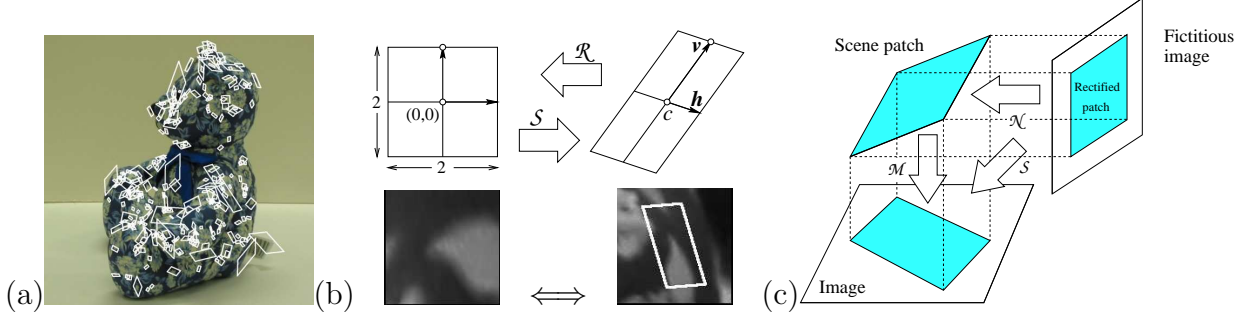 (a)
(b)
2
2
(0,0)
ℛ
𝒮
v
h
c
(c)
Scene patch
Fictitious
image
Rectified
patch
𝒩
ℳ
𝒮
Image